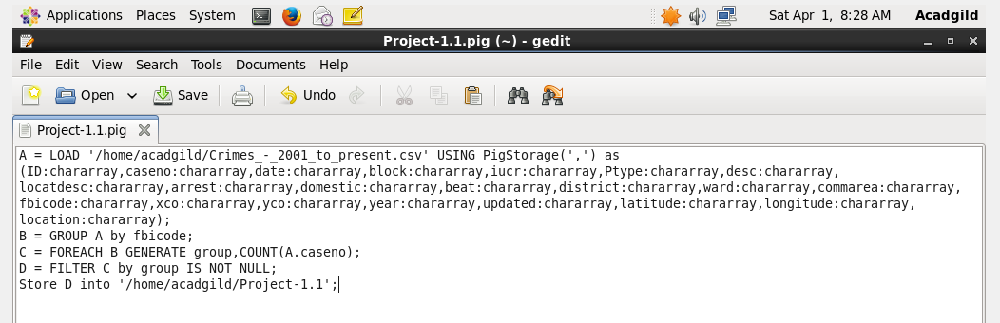 Applications Places System Sat Apr 1, 8:28 AM Acadgild
Project-1.1.pig (~) - gedit
File Edit View Search Tools Documents Help
Open Save Undo
Project-1.1.pig
A = LOAD '/home/acadgild/Crimes_-_2001_to_present.csv' USING PigStorage(',') as
(ID:chararray,caseno:chararray,date:chararray,block:chararray,iucr:chararray,Ptype:chararray,desc:chararray,
locatdesc:chararray,arrest:chararray,domestic:chararray,beat:chararray,district:chararray,ward:chararray,commarea:chararray,
fbicode:chararray,xco:chararray,yco:chararray,year:chararray,updated:chararray,latitude:chararray,longitude:chararray,
location:chararray);
B = GROUP A by fbicode;
C = FOREACH B GENERATE group,COUNT(A.caseno);
D = FILTER C by group IS NOT NULL;
Store D into '/home/acadgild/Project-1.1';